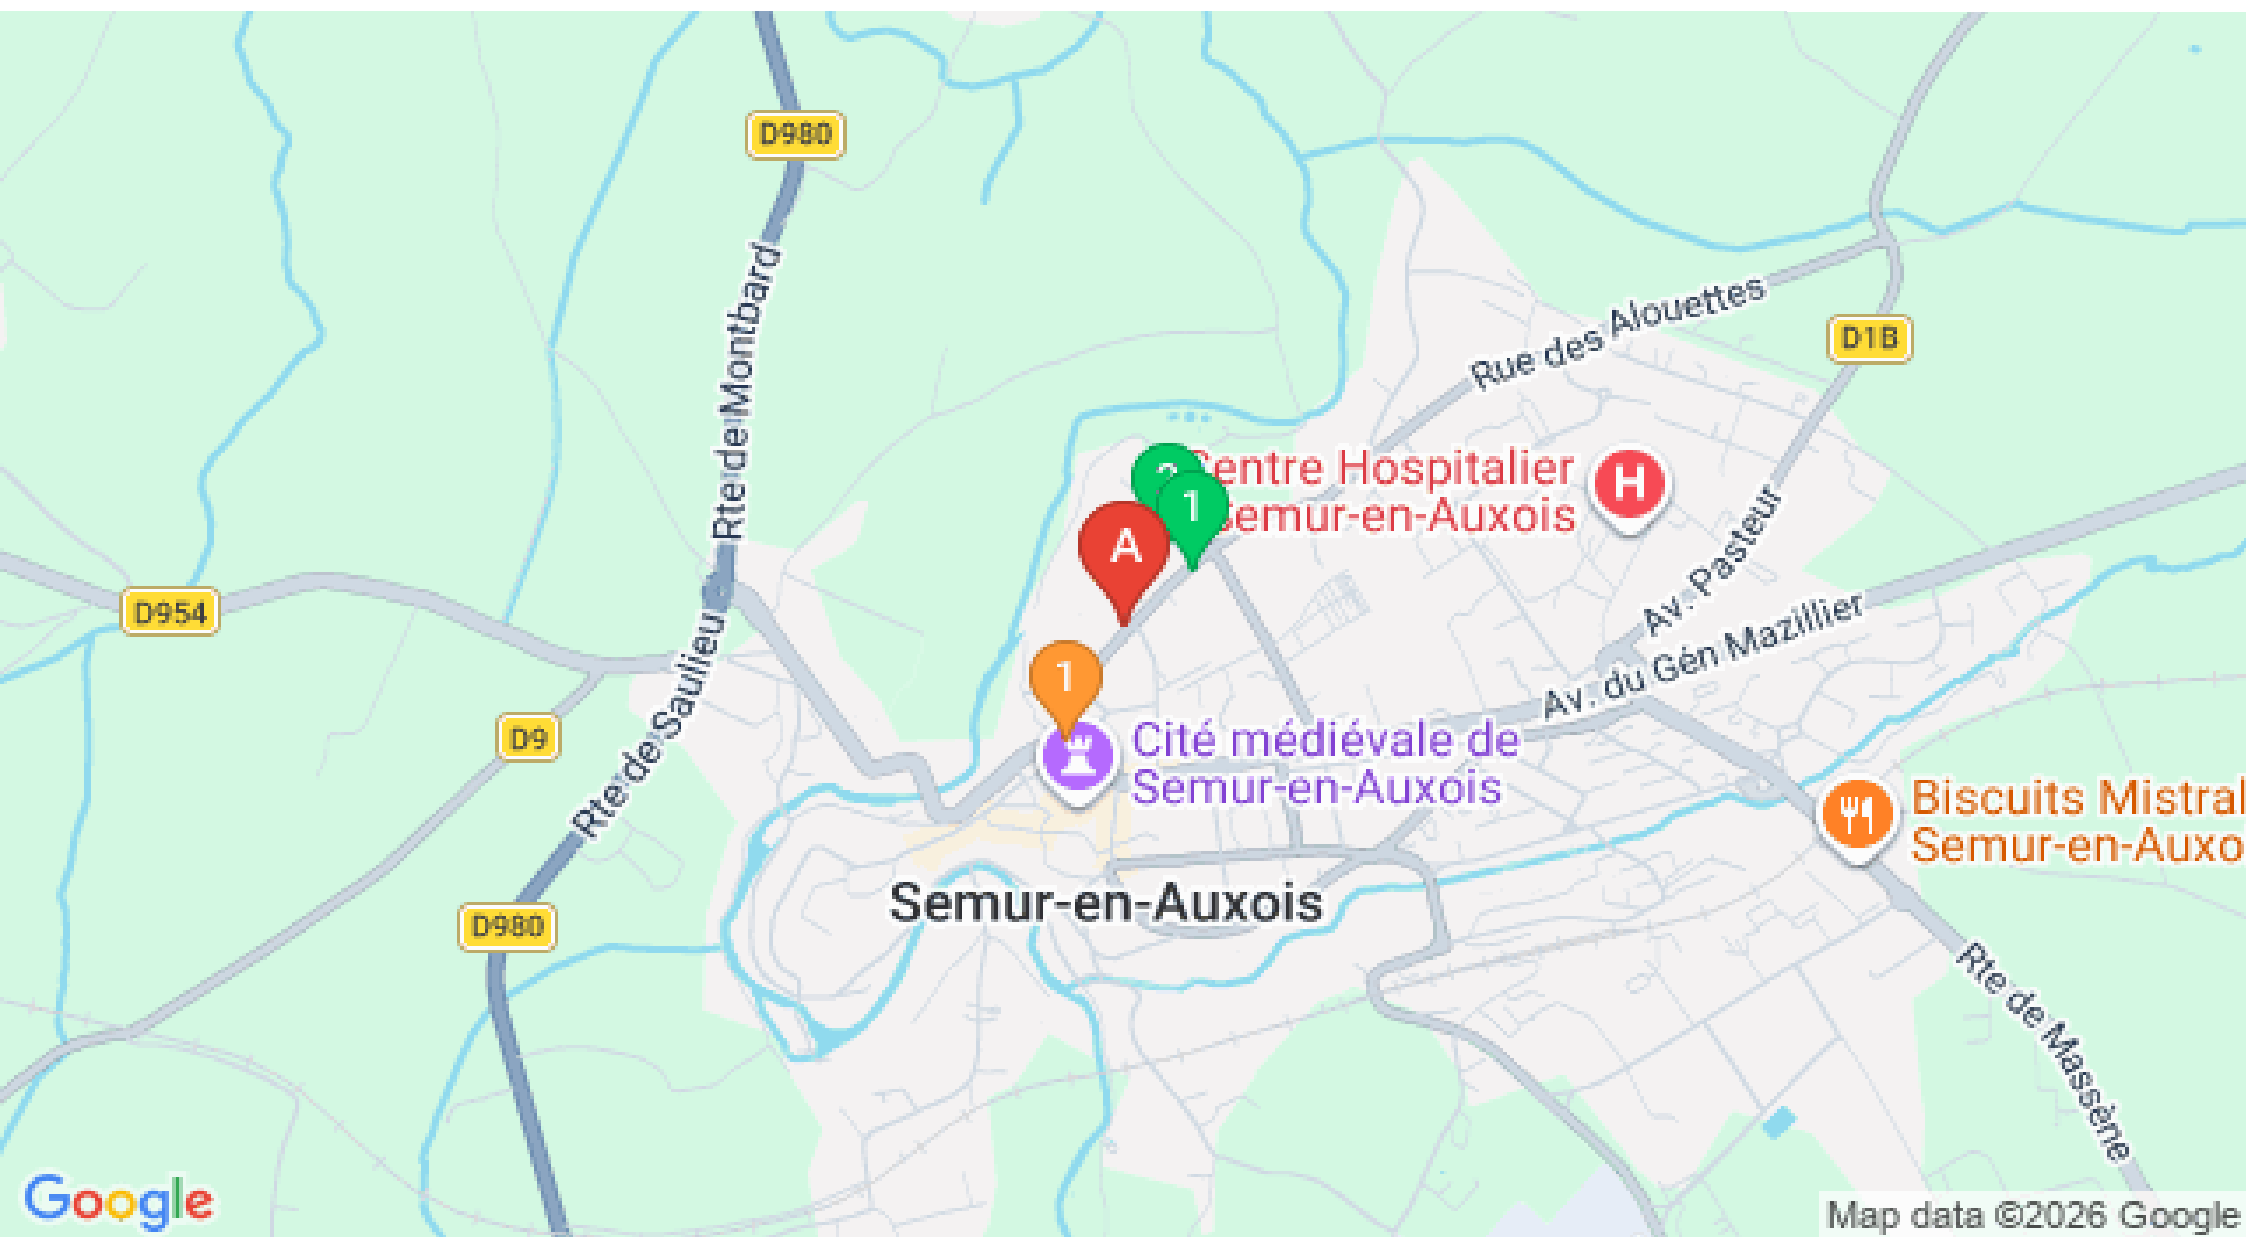 D980
Rte de Montbard
Rue des Alouettes
D1B
Centre Hospitalier
Semur-en-Auxois
H
2
1
A
Av. Pasteur
D954
Av. du Gén Mazillier
Rte de Saulieu
1
D9
Cité médiévale de
Semur-en-Auxois
Biscuits Mistral
Semur-en-Auxo
Semur-en-Auxois
D980
Rte de Massène
Google
Map data ©2026 Google